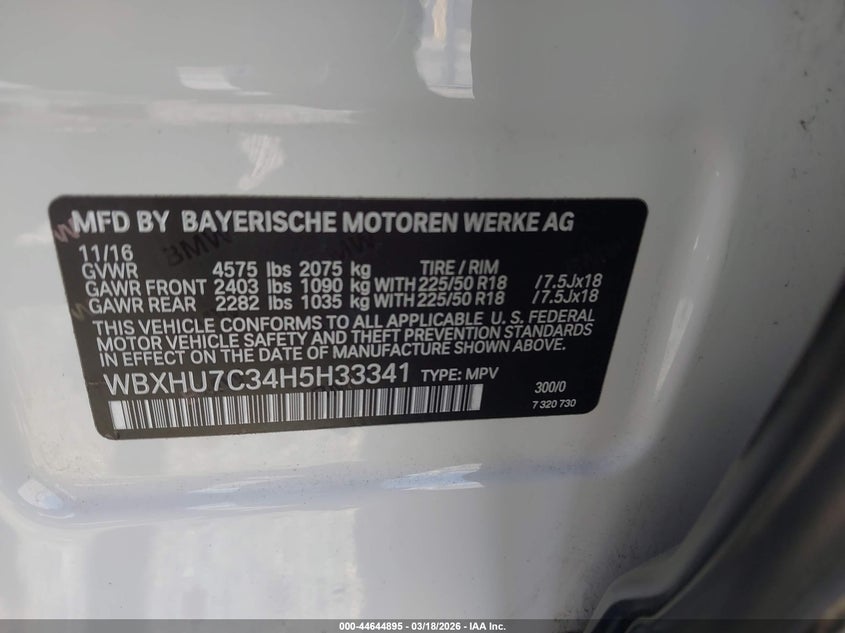 MFD BY BAYERISCHE MOTOREN WERKE AG
11/16
GVWR 4575 lbs 2075 kg TIRE / RIM
GAWR FRONT 2403 lbs 1090 kg WITH 225/50 R18 /7.5Jx18
GAWR REAR 2282 lbs 1035 kg WITH 225/50 R18 /7.5Jx18
THIS VEHICLE CONFORMS TO ALL APPLICABLE U. S. FEDERAL
MOTOR VEHICLE SAFETY AND THEFT PREVENTION STANDARDS
IN EFFECT ON THE DATE OF MANUFACTURE SHOWN ABOVE.
WBXHU7C34H5H33341 TYPE: MPV
300/0
7 320 730
000-44644895 - 03/18/2026 - IAA Inc.